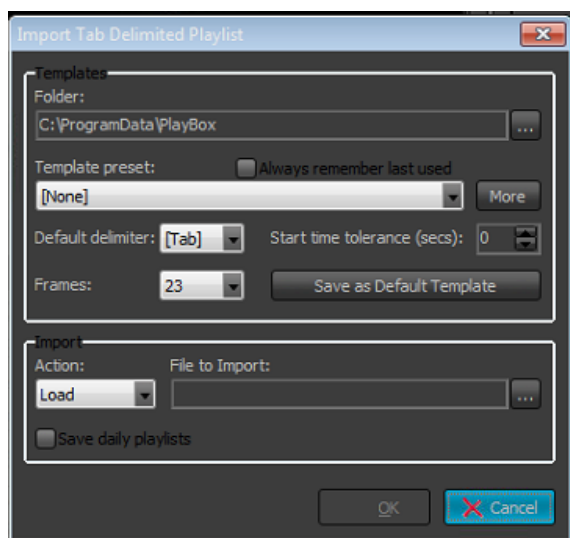 Import Tab Delimited Playlist
Templates
Folder:
C:\ProgramData\PlayBox
...
Template preset:
Always remember last used
[None]
More
Default delimiter:
[Tab]
Start time tolerance (secs):
0
Frames:
23
Save as Default Template
Import
Action:
File to Import:
Load
...
Save daily playlists
OK
Cancel